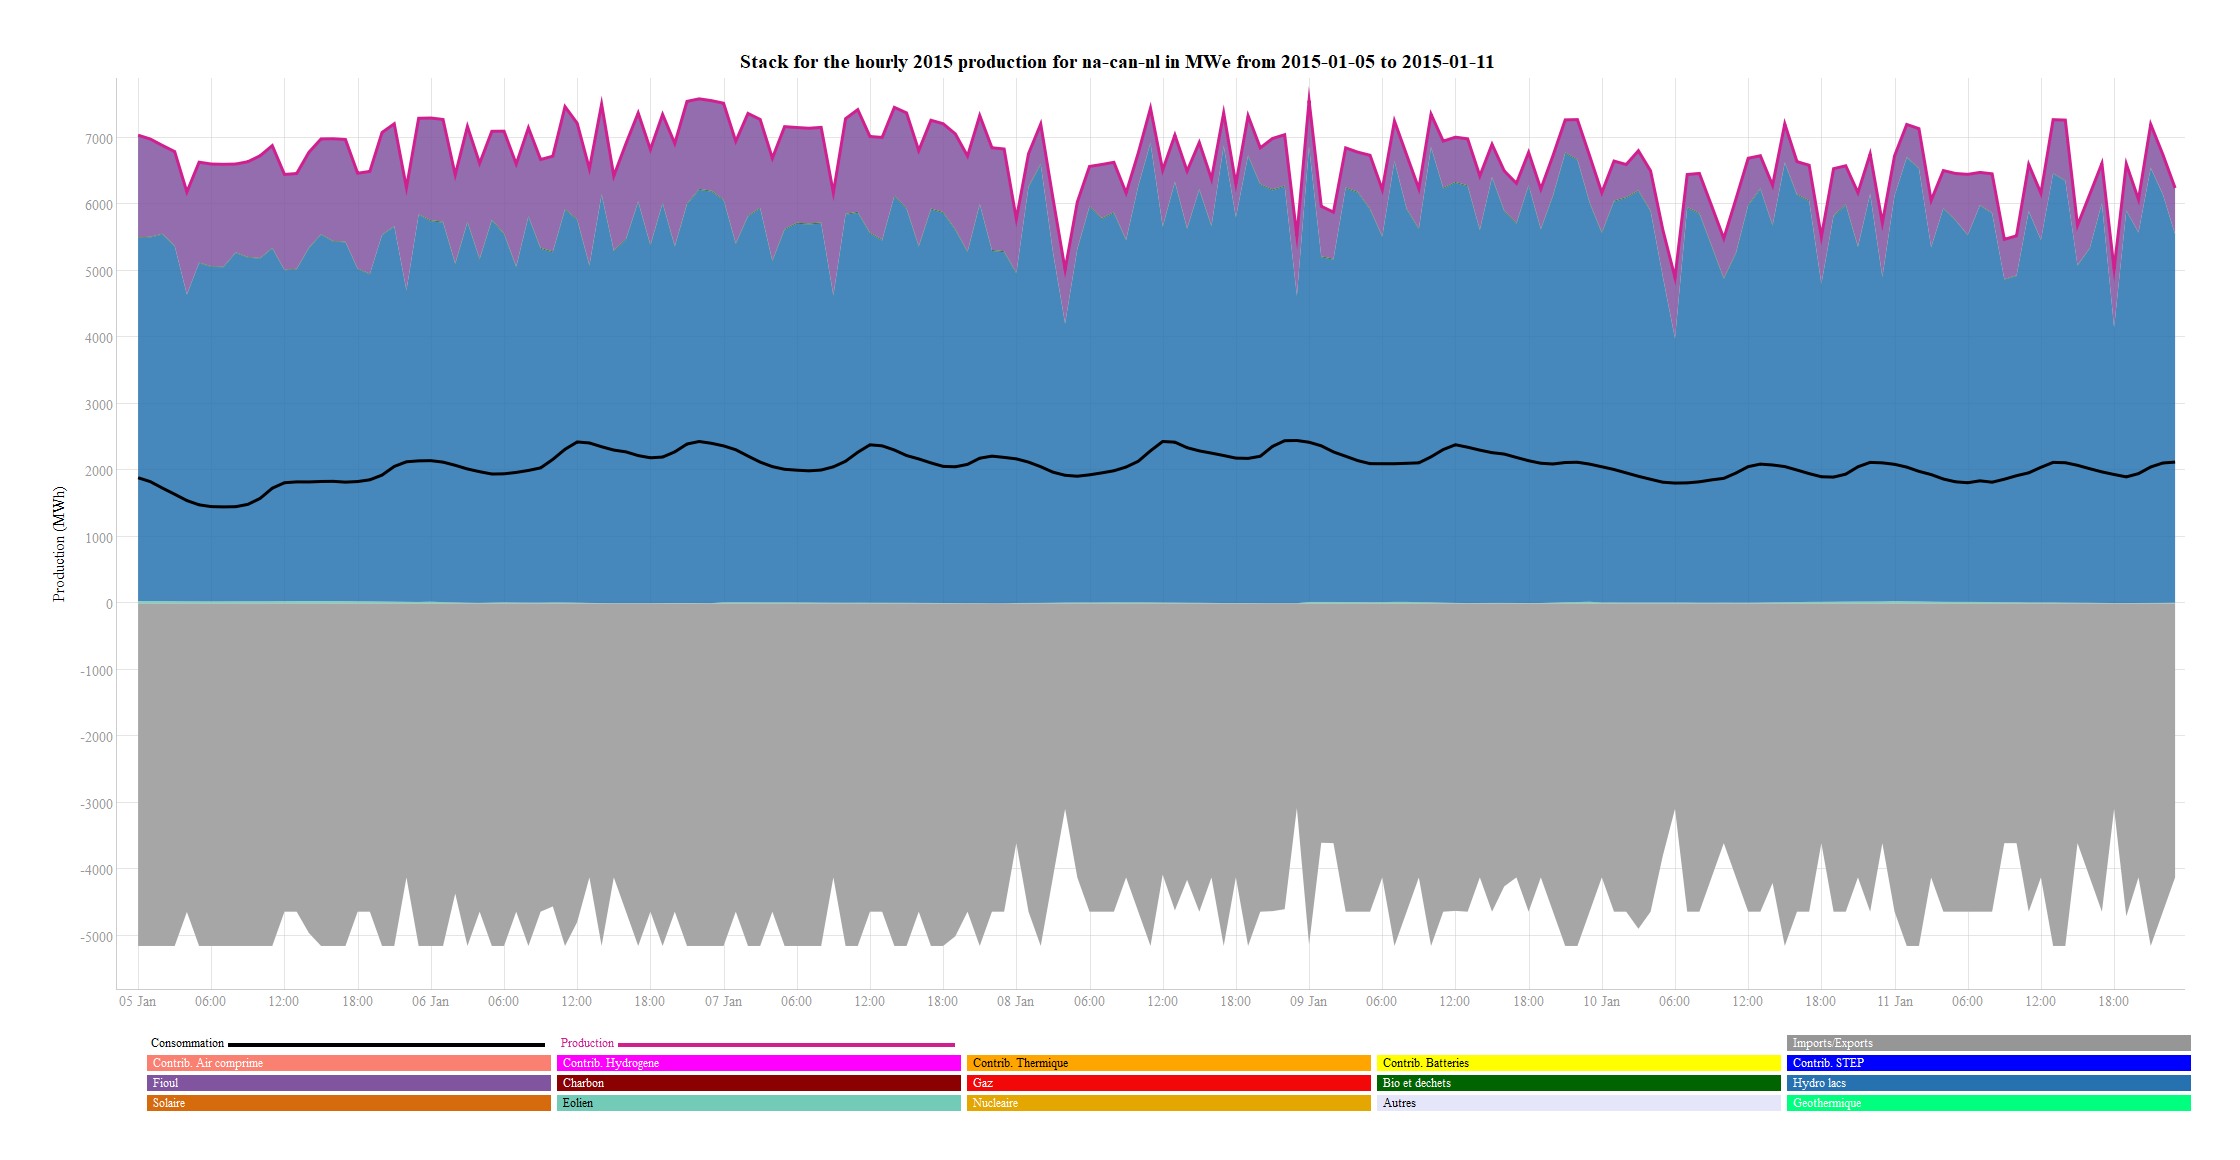 Stack for the hourly 2015 production for na-can-nl in MWe from 2015-01-05 to 2015-01-11
Production (MWh)
7000
6000
5000
4000
3000
2000
1000
0
-1000
-2000
-3000
-4000
-5000
05 Jan 06:00 12:00 18:00 06 Jan 06:00 12:00 18:00 07 Jan 06:00 12:00 18:00 08 Jan 06:00 12:00 18:00 09 Jan 06:00 12:00 18:00 10 Jan 06:00 12:00 18:00 11 Jan 06:00 12:00 18:00
Consommation Production Imports/Exports
Contrib. Air comprime Contrib. Hydrogene Contrib. Thermique Contrib. Batteries Contrib. STEP
Fioul Charbon Gaz Bio et dechets Hydro lacs
Solaire Eolien Nucleaire Autres Geothermique